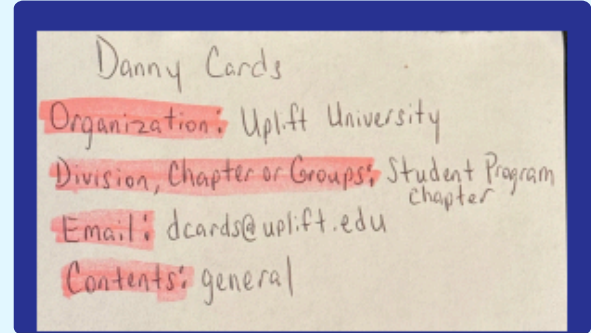 Danny Cards
Organization: Uplift University
Division, Chapter or Groups: Student Program
Chapter
Email: dcards@uplift.edu
Contents: general